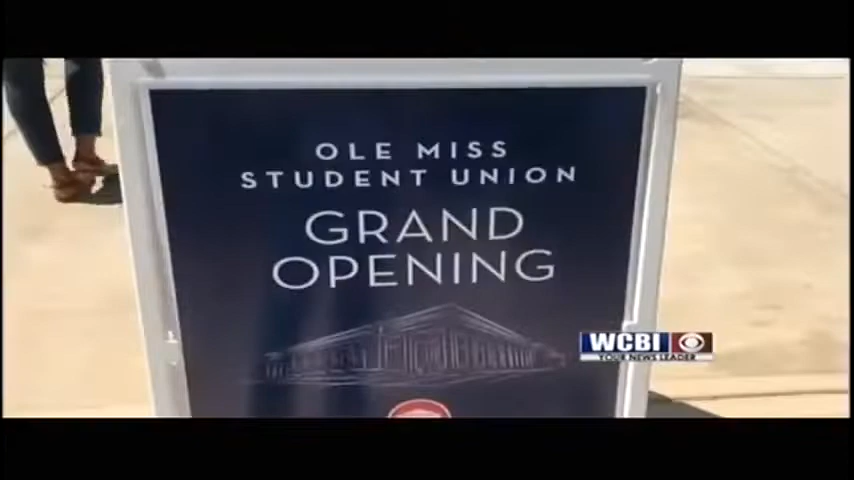 OLE MISS
STUDENT UNION
GRAND
OPENING
WCBI
YOUR NEWS LEADER